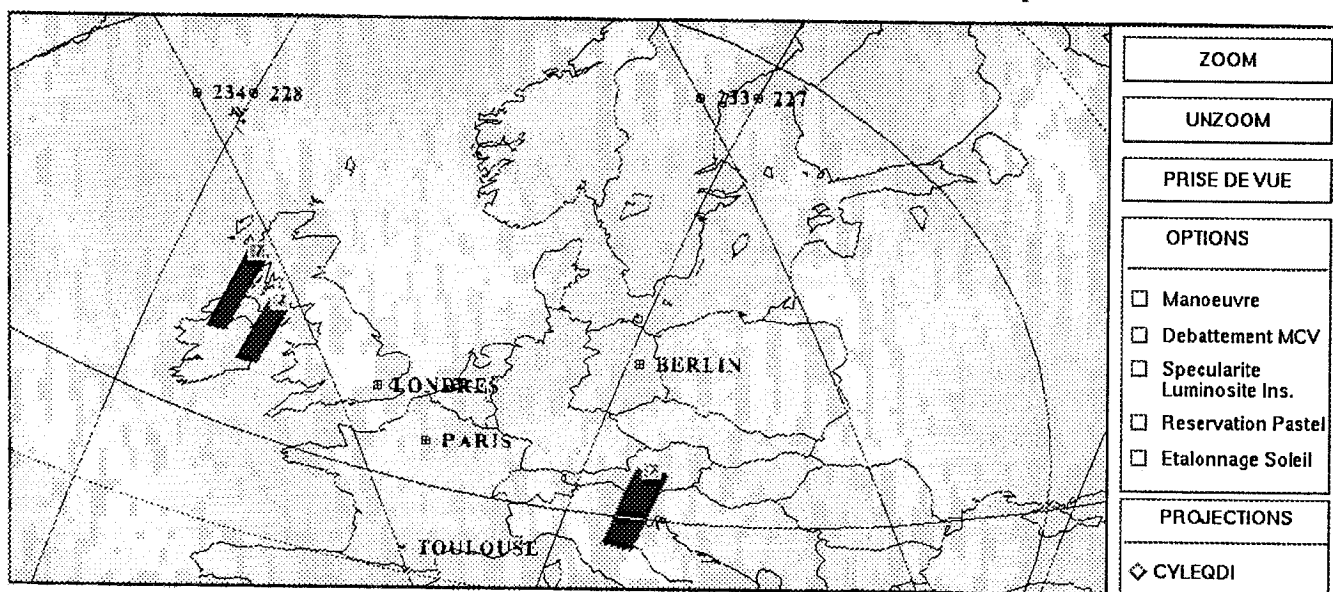 234 228
233 227
LONDRES
BERLIN
PARIS
TOULOUSE
ZOOM
UNZOOM
PRISE DE VUE
OPTIONS
Manoeuvre
Debattement MCV
Specularite
Luminosite Ins.
Reservation Pastel
Etalonnage Soleil
PROJECTIONS
CYLEQDI